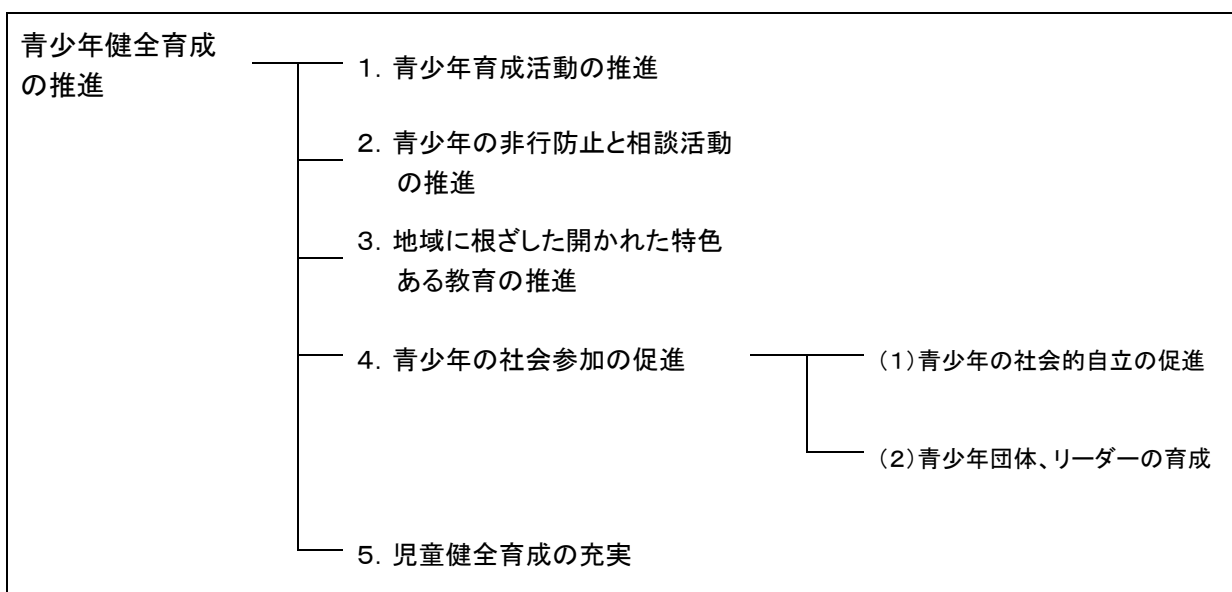 青少年健全育成
の推進
1．青少年育成活動の推進
2．青少年の非行防止と相談活動
の推進
3．地域に根ざした開かれた特色
ある教育の推進
4．青少年の社会参加の促進
（1）青少年の社会的自立の促進
（2）青少年団体、リーダーの育成
5．児童健全育成の充実